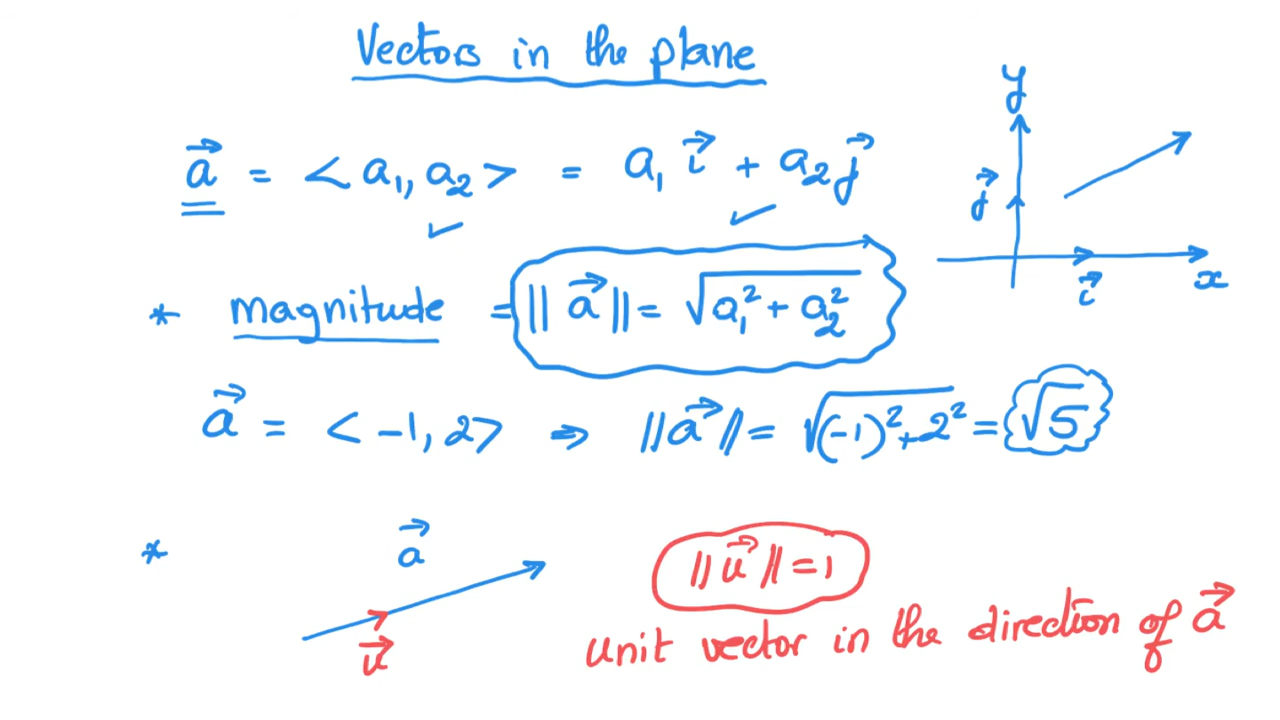 Vectors in the plane
y
a⃗ = < a₁, a₂ > = a₁ i⃗ + a₂ j⃗
j⃗
i⃗ x
* magnitude = || a⃗ || = √(a₁² + a₂²)
a⃗ = < -1, 2 > ⇒ || a⃗ || = √((-1)² + 2²) = √5
* a⃗
|| u⃗ || = 1
u⃗
unit vector in the direction of a⃗